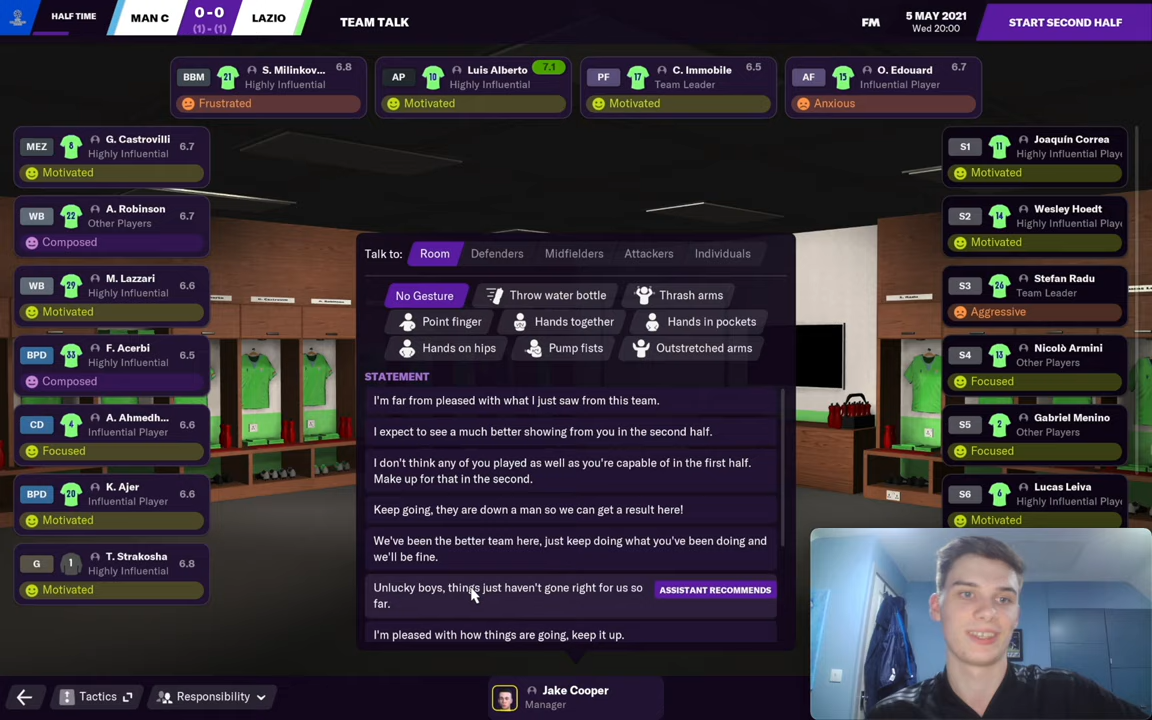 HALF TIME
MAN C
0-0
(1) - (1)
LAZIO
TEAM TALK
FM
5 MAY 2021
Wed 20:00
START SECOND HALF
BBM 21 S. Milinkov... 6.8
Highly Influential
Frustrated
AP 10 Luis Alberto 7.1
Highly Influential
Motivated
PF 17 C. Immobile 6.5
Team Leader
Motivated
AF 15 O. Edouard 6.7
Influential Player
Anxious
MEZ 8 G. Castrovilli 6.7
Highly Influential
Motivated
WB 22 A. Robinson 6.7
Other Players
Composed
WB 29 M. Lazzari 6.6
Highly Influential
Motivated
BPD 33 F. Acerbi 6.5
Highly Influential
Composed
CD 4 A. Ahmedh... 6.6
Influential Player
Focused
BPD 20 K. Ajer 6.6
Influential Player
Motivated
G 1 T. Strakosha 6.8
Highly Influential
Motivated
Talk to: Room Defenders Midfielders Attackers Individuals
No Gesture Throw water bottle Thrash arms
Point finger Hands together Hands in pockets
Hands on hips Pump fists Outstretched arms
STATEMENT
I'm far from pleased with what I just saw from this team.
I expect to see a much better showing from you in the second half.
I don't think any of you played as well as you're capable of in the first half.
Make up for that in the second.
Keep going, they are down a man so we can get a result here!
We've been the better team here, just keep doing what you've been doing and
we'll be fine.
Unlucky boys, things just haven't gone right for us so
far.
ASSISTANT RECOMMENDS
I'm pleased with how things are going, keep it up.
S1 11 Joaquín Correa
Highly Influential Playe
Motivated
S2 14 Wesley Hoedt
Highly Influential Playe
Motivated
S3 26 Stefan Radu
Team Leader
Aggressive
S4 13 Nicolò Armini
Other Players
Focused
S5 2 Gabriel Menino
Other Players
Focused
S6 6 Lucas Leiva
Highly Influential Playe
Motivated
Tactics
Responsibility
Jake Cooper
Manager